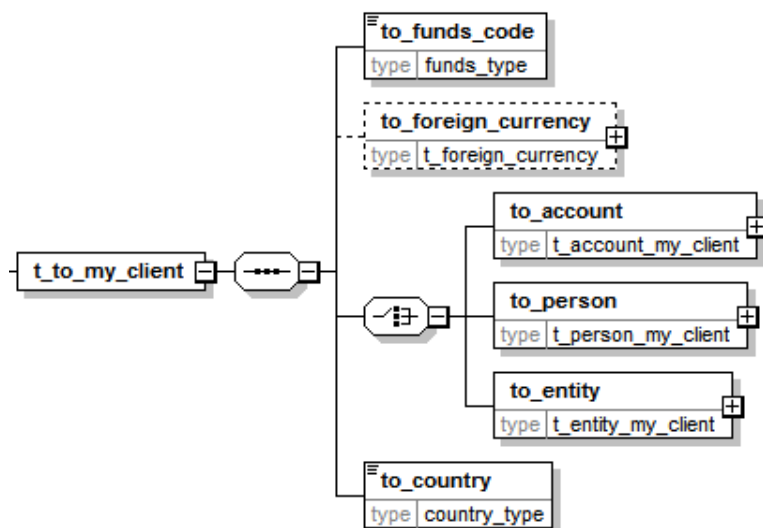 to_funds_code
type funds_type
to_foreign_currency
type t_foreign_currency
to_account
type t_account_my_client
t_to_my_client
to_person
type t_person_my_client
to_entity
type t_entity_my_client
to_country
type country_type